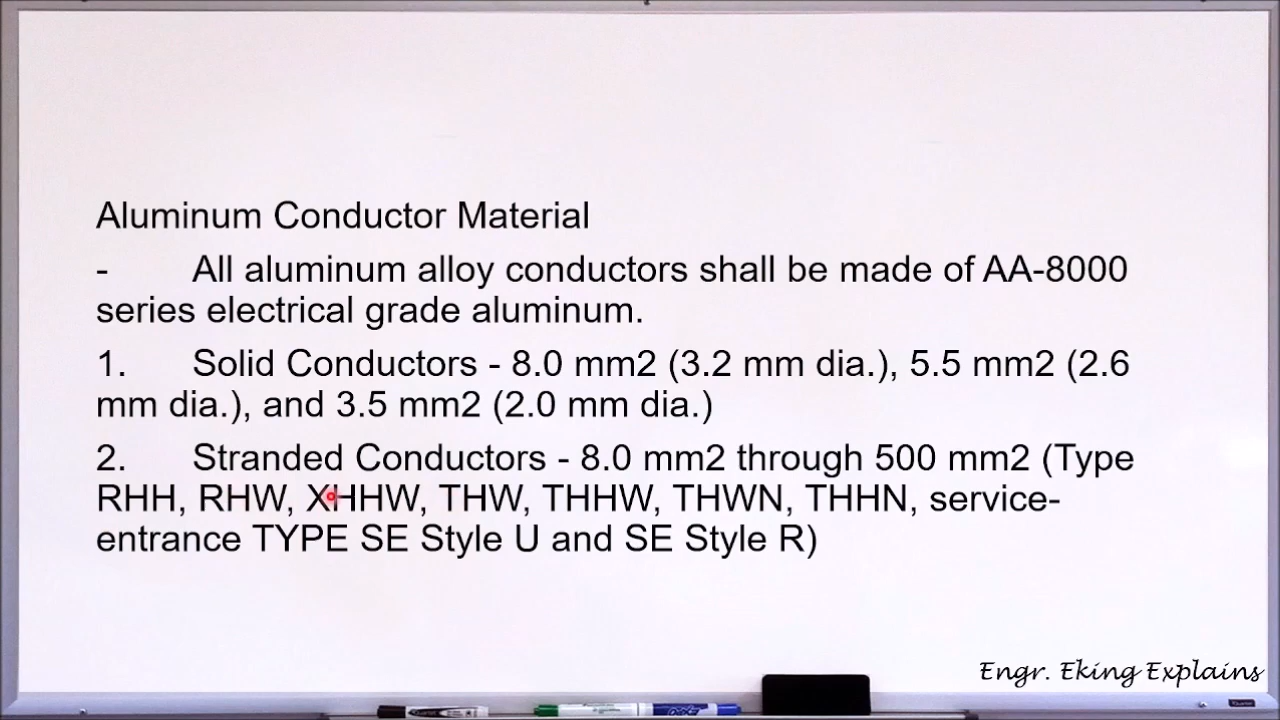 Aluminum Conductor Material
- All aluminum alloy conductors shall be made of AA-8000
series electrical grade aluminum.
1. Solid Conductors - 8.0 mm2 (3.2 mm dia.), 5.5 mm2 (2.6
mm dia.), and 3.5 mm2 (2.0 mm dia.)
2. Stranded Conductors - 8.0 mm2 through 500 mm2 (Type
RHH, RHW, XHHW, THW, THHW, THWN, THHN, service-
entrance TYPE SE Style U and SE Style R)
Engr. Eking Explains